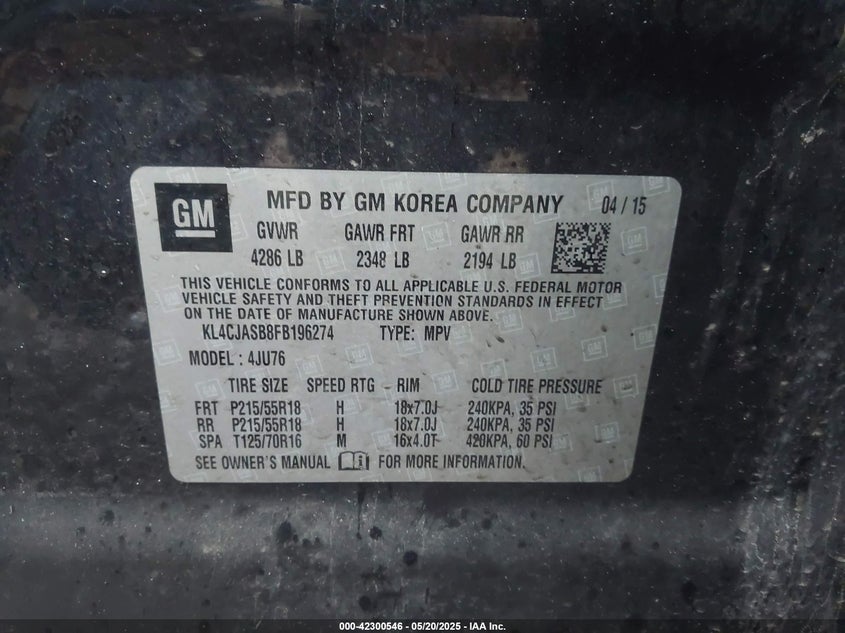 GM
MFD BY GM KOREA COMPANY 04 / 15
GVWR GAWR FRT GAWR RR
4286 LB 2348 LB 2194 LB
THIS VEHICLE CONFORMS TO ALL APPLICABLE U.S. FEDERAL MOTOR
VEHICLE SAFETY AND THEFT PREVENTION STANDARDS IN EFFECT
ON THE DATE OF MANUFACTURE SHOWN ABOVE.
KL4CJASB8FB196274 TYPE: MPV
MODEL : 4JU76
TIRE SIZE SPEED RTG RIM COLD TIRE PRESSURE
FRT P215/55R18 H 18x7.0J 240KPA, 35 PSI
RR P215/55R18 H 18x7.0J 240KPA, 35 PSI
SPA T125/70R16 M 16x4.0T 420KPA, 60 PSI
SEE OWNER'S MANUAL FOR MORE INFORMATION.
000-42300546 - 05/20/2025 - IAA Inc.